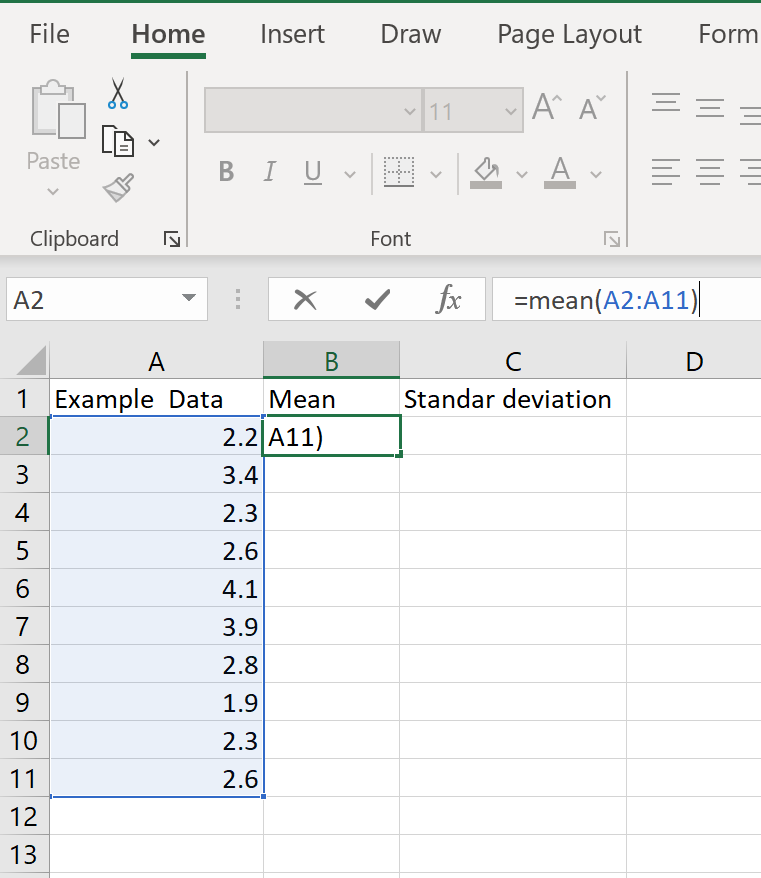 File Home Insert Draw Page Layout Form
11 A A
Paste B I U A
Clipboard Font
A2 fx =mean(A2:A11)
A B C D
1 Example Data Mean Standar deviation
2 2.2 A11)
3 3.4
4 2.3
5 2.6
6 4.1
7 3.9
8 2.8
9 1.9
10 2.3
11 2.6
12
13